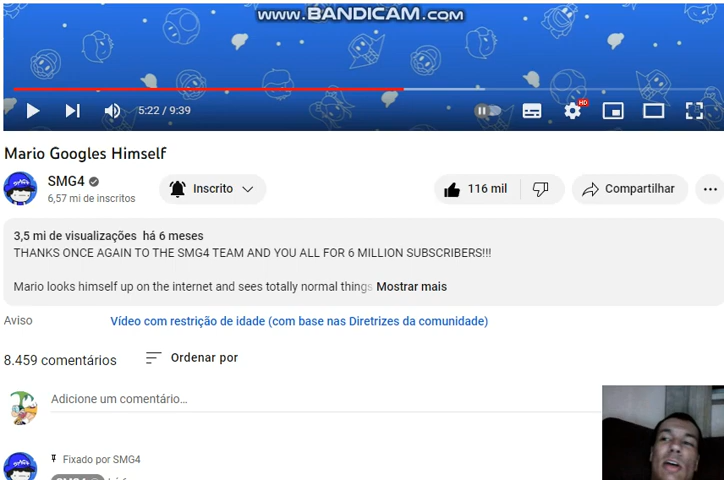 www.BANDICAM.com
5:22 / 9:39
HD
Mario Googles Himself
SMG4
6,57 mi de inscritos
Inscrito
116 mil
Compartilhar
3,5 mi de visualizações há 6 meses
THANKS ONCE AGAIN TO THE SMG4 TEAM AND YOU ALL FOR 6 MILLION SUBSCRIBERS!!!
Mario looks himself up on the internet and sees totally normal things Mostrar mais
Aviso
Vídeo com restrição de idade (com base nas Diretrizes da comunidade)
8.459 comentários
Ordenar por
Adicione um comentário...
Fixado por SMG4